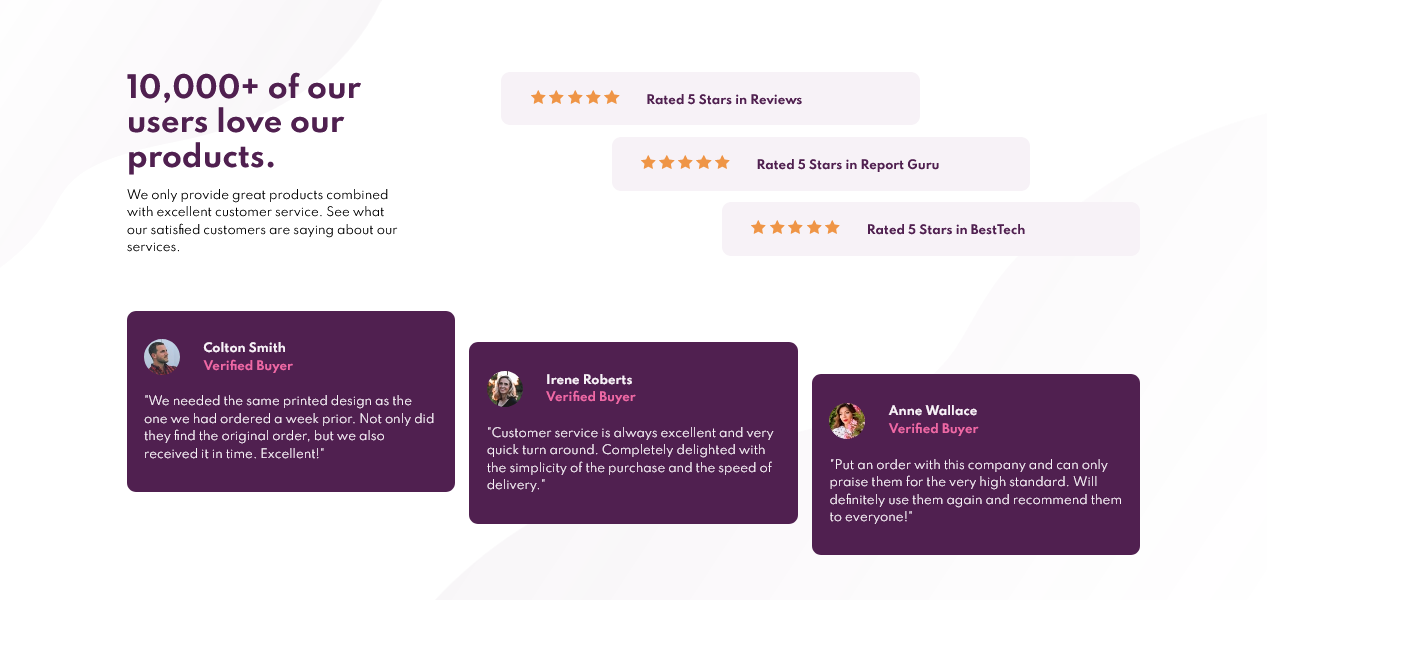 10,000+ of our
users love our
products.
We only provide great products combined
with excellent customer service. See what
our satisfied customers are saying about our
services.
Rated 5 Stars in Reviews
Rated 5 Stars in Report Guru
Rated 5 Stars in BestTech
Colton Smith
Verified Buyer
"We needed the same printed design as the
one we had ordered a week prior. Not only did
they find the original order, but we also
received it in time. Excellent!"
Irene Roberts
Verified Buyer
"Customer service is always excellent and very
quick turn around. Completely delighted with
the simplicity of the purchase and the speed of
delivery."
Anne Wallace
Verified Buyer
"Put an order with this company and can only
praise them for the very high standard. Will
definitely use them again and recommend them
to everyone!"